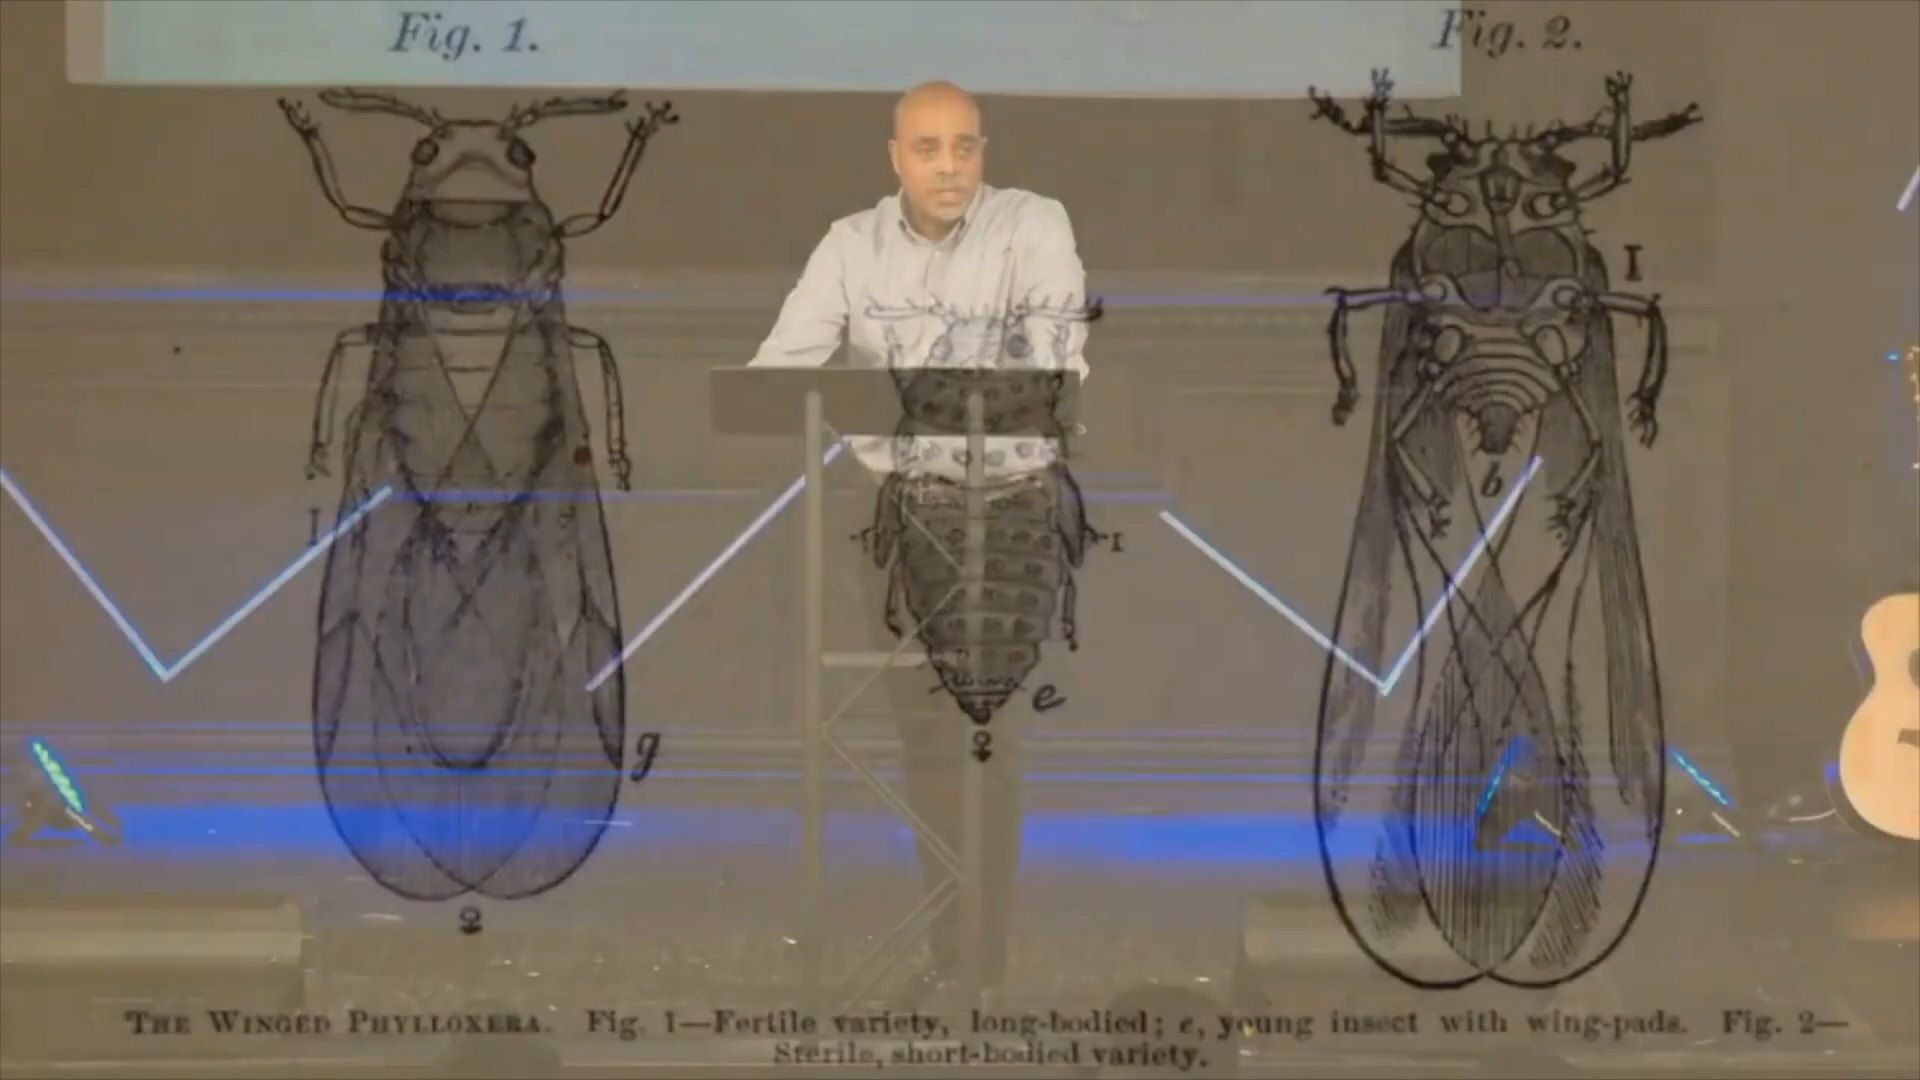 Fig. 1.
Fig. 2.
I
I
b
I
e
g
THE WINGED PHYLLOXERA. Fig. 1—Fertile variety, long-bodied; e, young insect with wing-pads. Fig. 2—
Sterile, short-bodied variety.